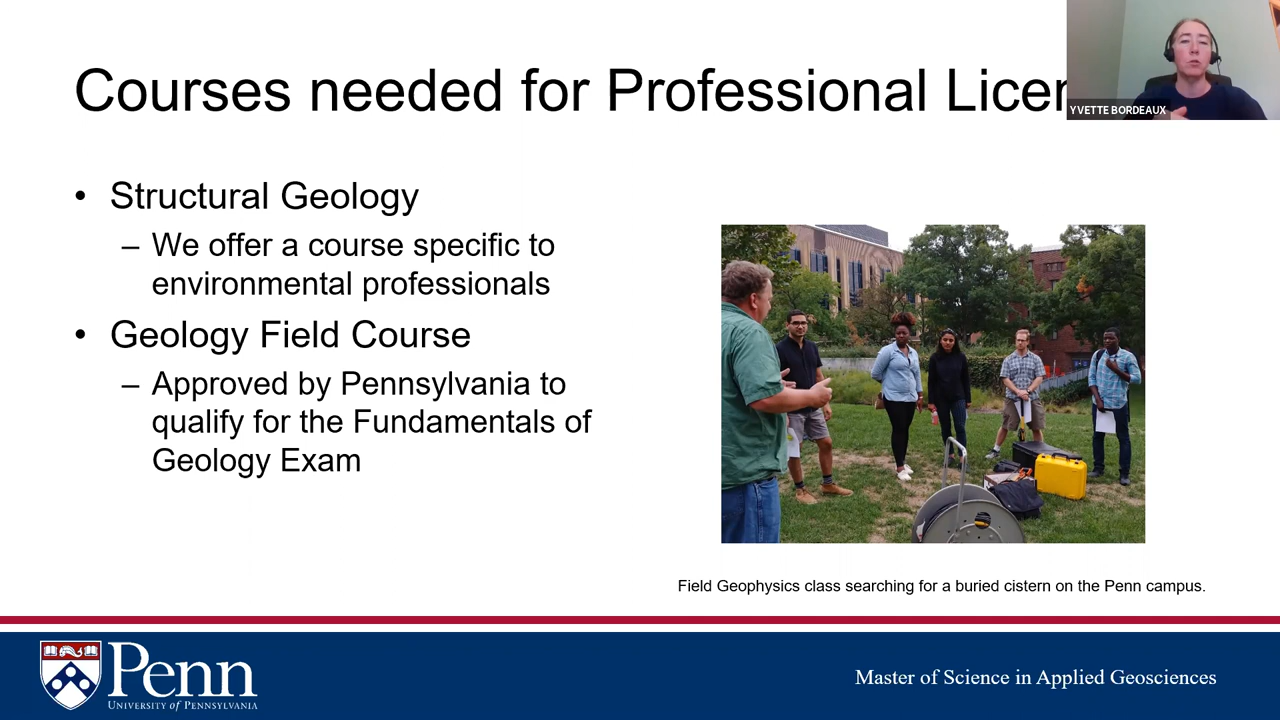 Courses needed for Professional Licen
YVETTE BORDEAUX
• Structural Geology
– We offer a course specific to
environmental professionals
• Geology Field Course
– Approved by Pennsylvania to
qualify for the Fundamentals of
Geology Exam
Field Geophysics class searching for a buried cistern on the Penn campus.
Penn
UNIVERSITY of PENNSYLVANIA
Master of Science in Applied Geosciences